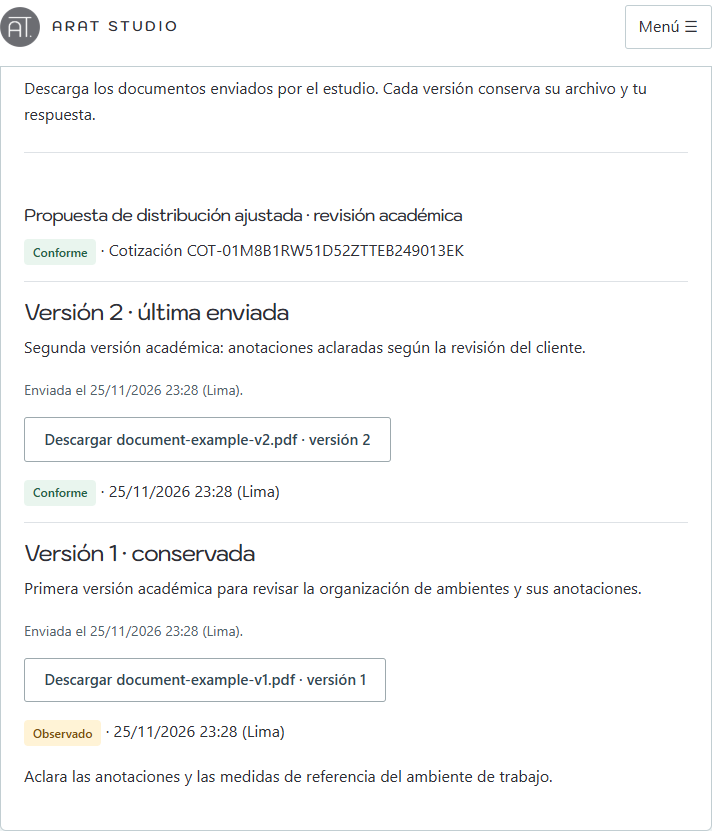 AT.
ARAT STUDIO
Menú ☰
Descarga los documentos enviados por el estudio. Cada versión conserva su archivo y tu
respuesta.
Propuesta de distribución ajustada · revisión académica
Conforme · Cotización COT-01M8B1RW51D52ZTTEB249013EK
Versión 2 · última enviada
Segunda versión académica: anotaciones aclaradas según la revisión del cliente.
Enviada el 25/11/2026 23:28 (Lima).
Descargar document-example-v2.pdf · versión 2
Conforme · 25/11/2026 23:28 (Lima)
Versión 1 · conservada
Primera versión académica para revisar la organización de ambientes y sus anotaciones.
Enviada el 25/11/2026 23:28 (Lima).
Descargar document-example-v1.pdf · versión 1
Observado · 25/11/2026 23:28 (Lima)
Aclara las anotaciones y las medidas de referencia del ambiente de trabajo.